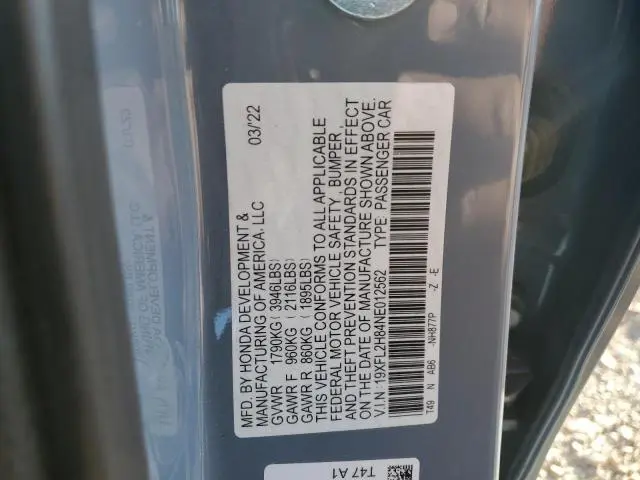 MFD. BY HONDA DEVELOPMENT &
MANUFACTURING OF AMERICA, LLC 03/22
GVWR 1790KG (3946LBS)
GAWR F 960KG (2116LBS)
GAWR R 860KG (1895LBS)
THIS VEHICLE CONFORMS TO ALL APPLICABLE
FEDERAL MOTOR VEHICLE SAFETY, BUMPER,
AND THEFT PREVENTION STANDARDS IN EFFECT
ON THE DATE OF MANUFACTURE SHOWN ABOVE.
V.I.N: 19XFL2H84NE012562 TYPE: PASSENGER CAR
T49 N AB6 -NH877P -Z -E
T47 A1